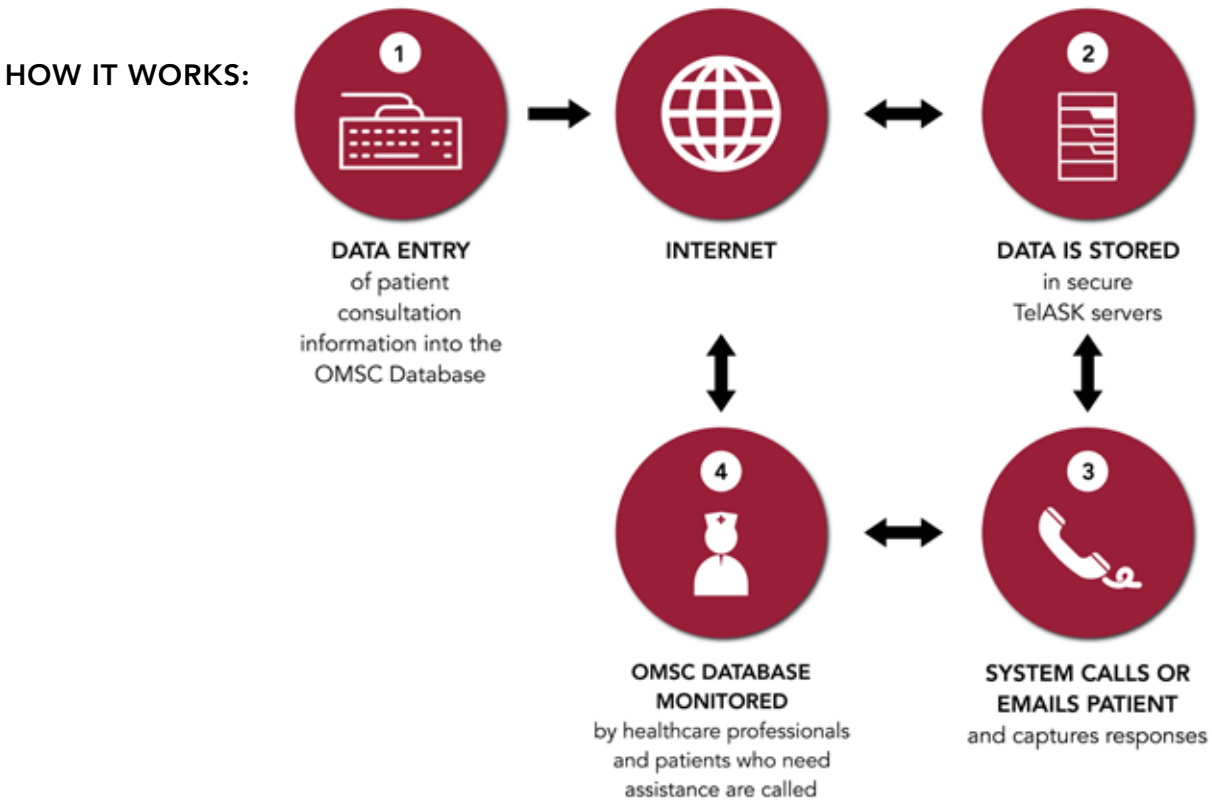 HOW IT WORKS:
1
DATA ENTRY
of patient
consultation
information into the
OMSC Database
INTERNET
2
DATA IS STORED
in secure
TelASK servers
4
OMSC DATABASE
MONITORED
by healthcare professionals
and patients who need
assistance are called
3
SYSTEM CALLS OR
EMAILS PATIENT
and captures responses